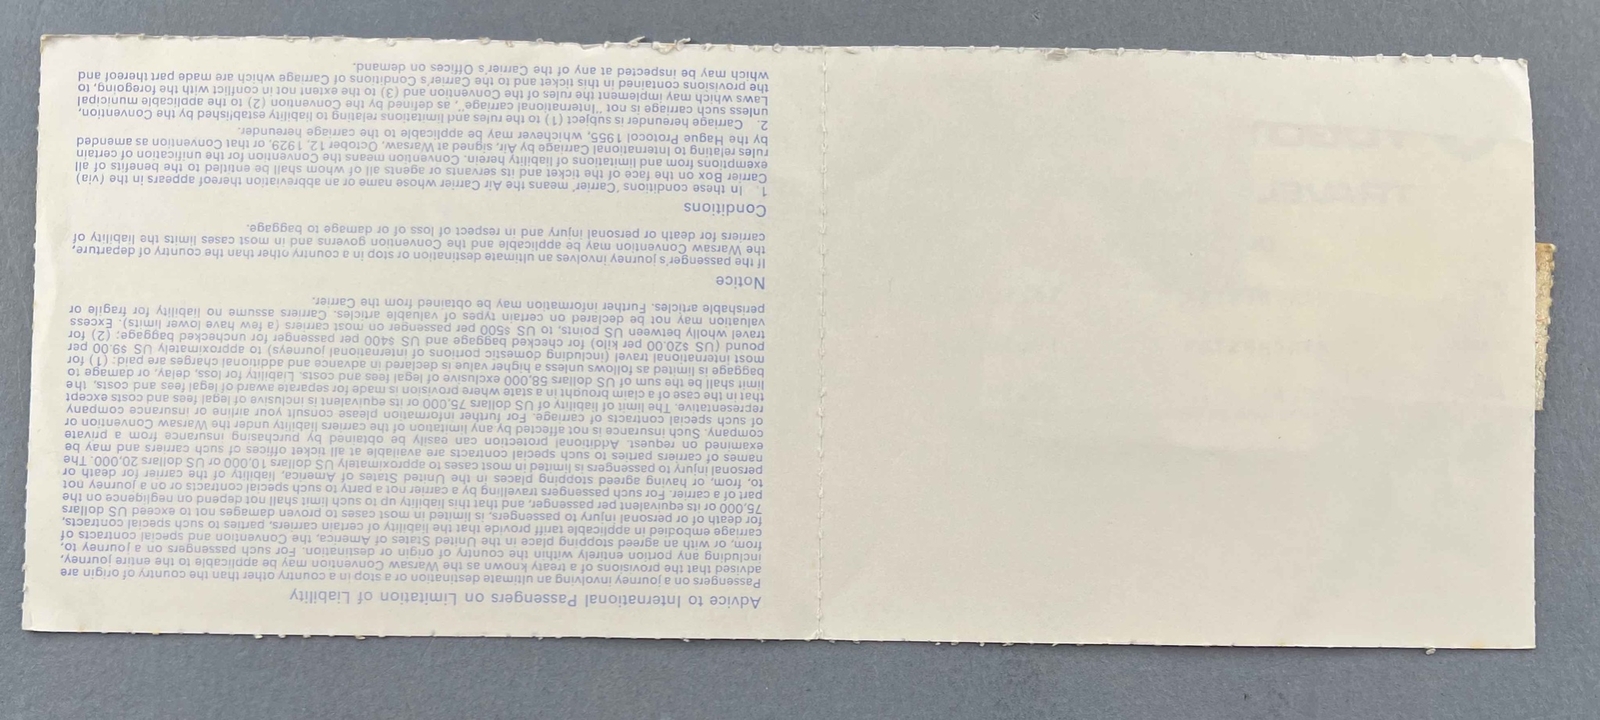 Advice to International Passengers on Limitation of Liability
Passengers on a journey involving an ultimate destination or a stop in a country other than the country of origin are
advised that the provisions of a treaty known as the Warsaw Convention may be applicable to the entire journey,
including any portion entirely within the country of origin or destination. For such passengers on a journey to,
from, or with an agreed stopping place in the United States of America, the Convention and special contracts of
carriage embodied in applicable tariff provide that the liability of certain carriers, parties to such special contracts,
for death of or personal injury to passengers, is limited in most cases to proven damages not to exceed US dollars
75,000 or its equivalent per passenger, and that this liability up to such limit shall not depend on negligence on the
part of a carrier. For such passengers travelling by a carrier not a party to such special contracts or on a journey not
to, from, or having agreed stopping places in the United States of America, liability of the carrier for death or
personal injury to passengers is limited in most cases to approximately US dollars 10,000 or US dollars 20,000. The
names of carriers parties to such special contracts are available at all ticket offices of such carriers and may be
examined on request. Additional protection can easily be obtained by purchasing insurance from a private
company. Such insurance is not affected by any limitation of the carriers liability under the Warsaw Convention or
of such special contracts of carriage. For further information please consult your airline or insurance company
representative. The limit of liability of US dollars 75,000 or its equivalent is inclusive of legal fees and costs except
that in the case of a claim brought in a state where provision is made for separate award of legal fees and costs, the
limit shall be the sum of US dollars 58,000 exclusive of legal fees and costs. Liability for loss, delay, or damage to
baggage is limited as follows unless a higher value is declared in advance and additional charges are paid: (1) for
most international travel (including domestic portions of international journeys) to approximately US $9.00 per
pound (US $20.00 per kilo) for checked baggage and US $400 per passenger for unchecked baggage; (2) for
travel wholly between US points, to US $500 per passenger on most carriers (a few have lower limits). Excess
valuation may not be declared on certain types of valuable articles. Carriers assume no liability for fragile or
perishable articles. Further information may be obtained from the Carrier.
Notice
If the passenger's journey involves an ultimate destination or stop in a country other than the country of departure,
the Warsaw Convention may be applicable and the Convention governs and in most cases limits the liability of
carriers for death or personal injury and in respect of loss of or damage to baggage.
Conditions
1. In these conditions 'Carrier' means the Air Carrier whose name or an abbreviation thereof appears in the (via)
Carrier Box on the face of the ticket and its servants or agents all of whom shall be entitled to the benefits of all
exemptions from and limitations of liability herein. Convention means the Convention for the unification of certain
rules relating to International Carriage by Air, signed at Warsaw, October 12, 1929, or that Convention as amended
by the Hague Protocol 1955, whichever may be applicable to the carriage hereunder.
2. Carriage hereunder is subject (1) to the rules and limitations relating to liability established by the Convention,
unless such carriage is not "International carriage", as defined by the Convention (2) to the applicable municipal
Laws which may implement the rules of the Convention and (3) to the extent not in conflict with the foregoing, to
the provisions contained in this ticket and to the Carrier's Conditions of Carriage which are made part thereof and
which may be inspected at any of the Carrier's Offices on demand.
TRAVEL